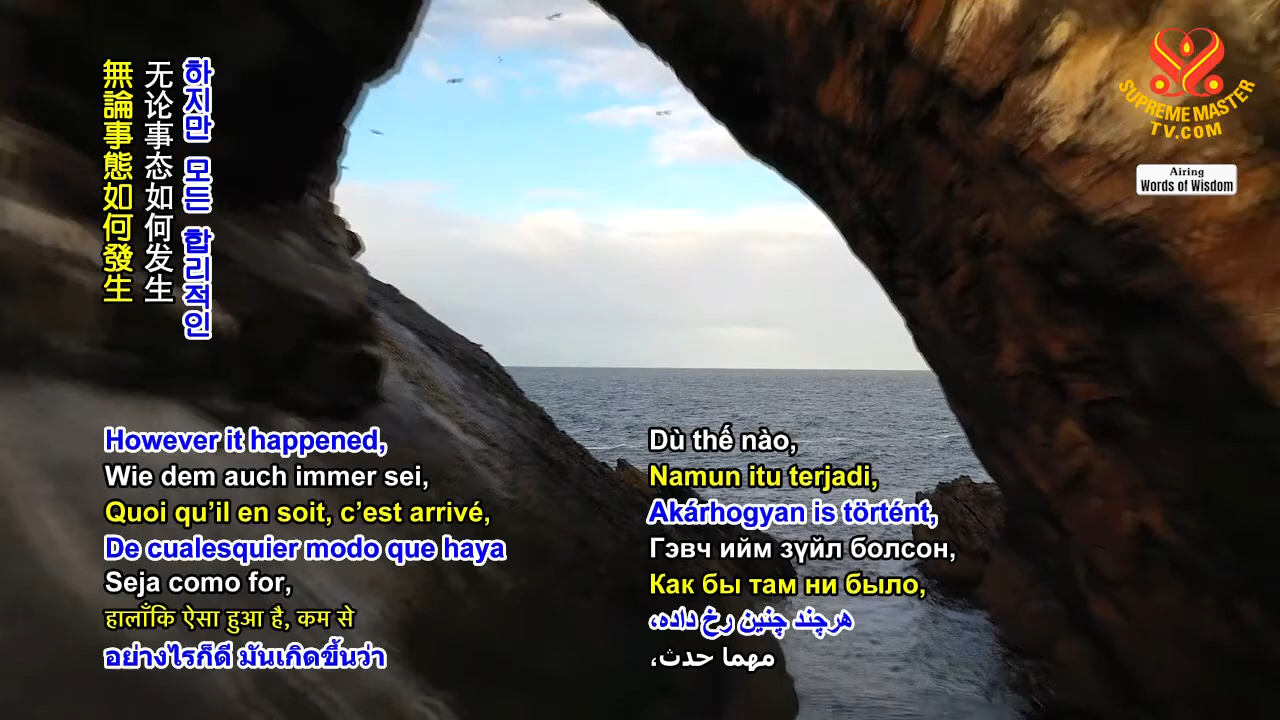 無論事態如何發生
无论事态如何发生
하지만 모든 합리적인
SUPREME MASTER
TV.COM
Airing
Words of Wisdom
However it happened,
Wie dem auch immer sei,
Quoi qu’il en soit, c’est arrivé,
De cualesquier modo que haya
Seja como for,
हालाँकि ऐसा हुआ है, कम से
อย่างไรก็ดี มันเกิดขึ้นว่า
Dù thế nào,
Namun itu terjadi,
Akárhogyan is történt,
Гэвч ийм зүйл болсон,
Как бы там ни было,
هرچند چنین رخ داده،
مهما حدث،